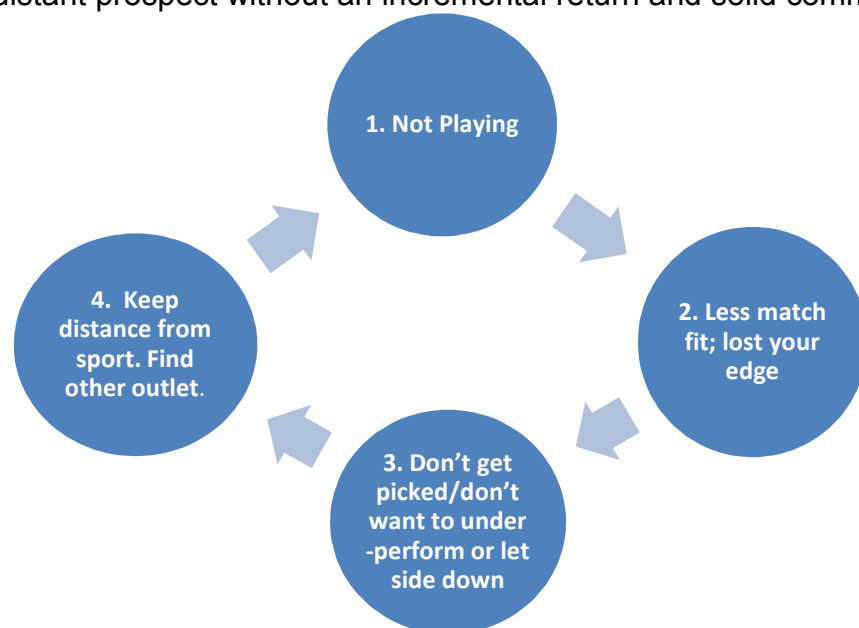 distant prospect without an incremental return and solid comm
1. Not Playing
2. Less match
fit; lost your
edge
3. Don’t get
picked/don’t
want to under
-perform or let
side down
4.  Keep
distance from
sport. Find
other outlet.